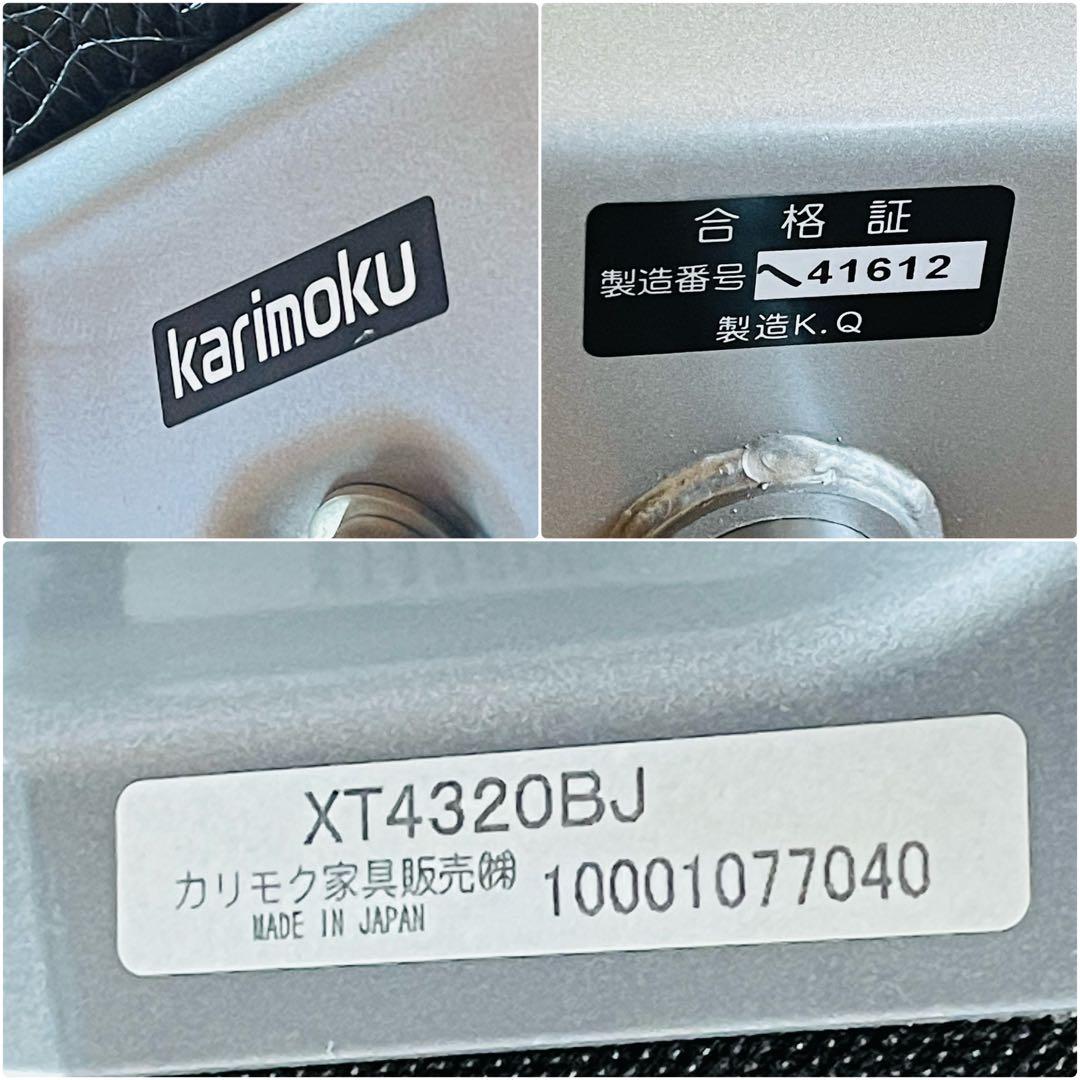 karimoku
合格証
製造番号 へ41612
製造K.Q
XT4320BJ
カリモク家具販売㈱ 10001077040
MADE IN JAPAN